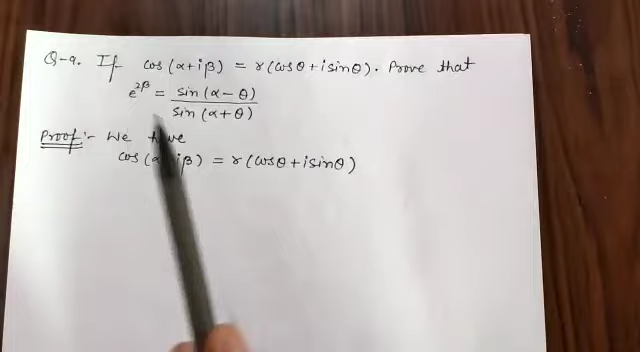 Q-9. If cos(α+iβ) = r(cosθ+isinθ). Prove that
e^2β = sin(α-θ) / sin(α+θ)
Proof:- We have
cos(α iβ) = r(cosθ+isinθ)